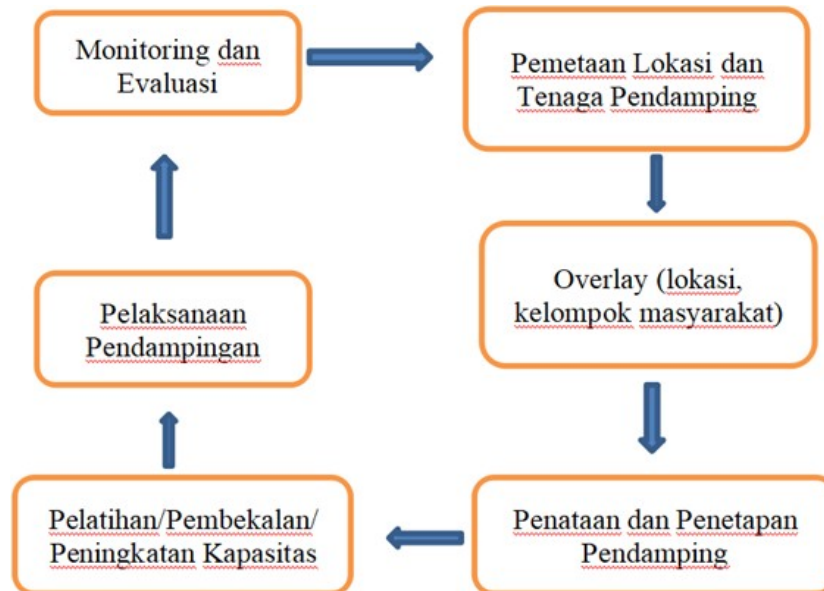 Monitoring dan
Evaluasi
Pemetaan Lokasi dan
Tenaga Pendamping
Overlay (lokasi,
kelompok masyarakat)
Penataan dan Penetapan
Pendamping
Pelatihan/Pembekalan/
Peningkatan Kapasitas
Pelaksanaan
Pendampingan